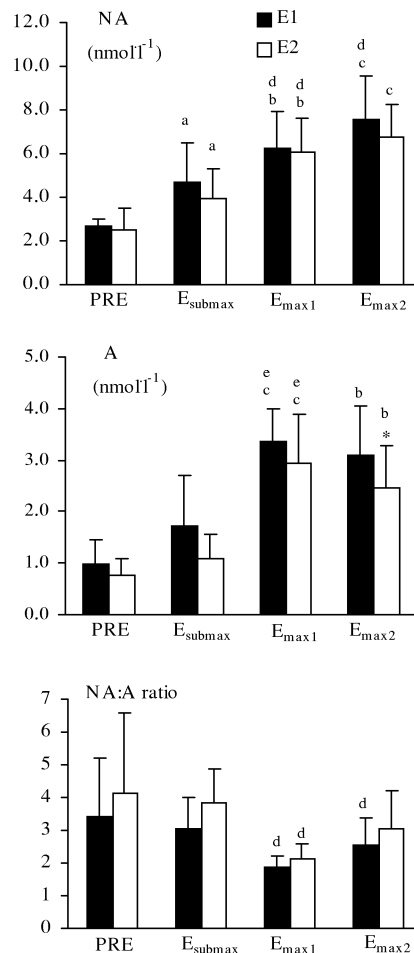 NA
(nmol·l⁻¹)
E1
E2
12.0
10.0
8.0
6.0
4.0
2.0
0.0
a a d b d b d c c
PRE Esubmax Emax1 Emax2
A
(nmol·l⁻¹)
5.0
4.0
3.0
2.0
1.0
0.0
e c e c b b *
PRE Esubmax Emax1 Emax2
NA:A ratio
7
6
5
4
3
2
1
0
d d d
PRE Esubmax Emax1 Emax2